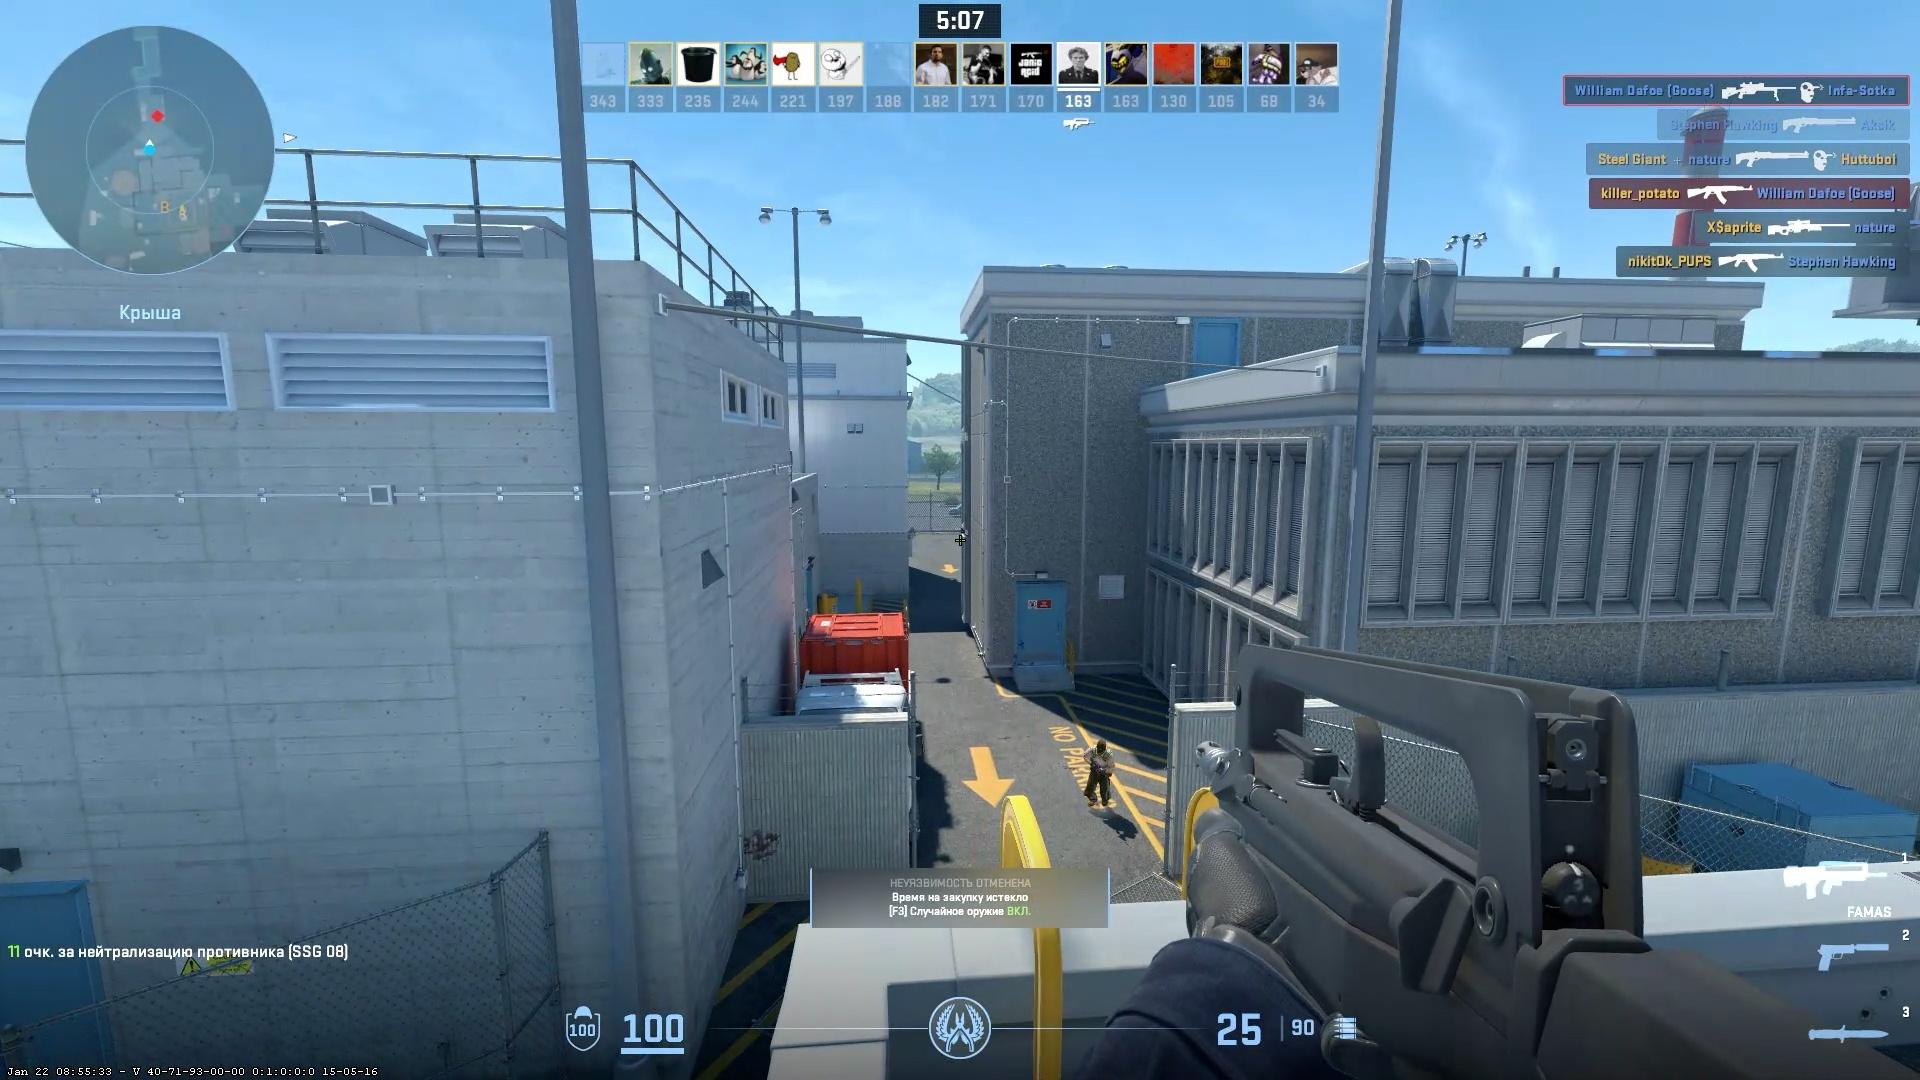 5:07
JANIC ACID
343 333 235 244 221 197 188 182 171 170 163 163 130 105 68 34
William Dafoe (Goose) Infa-Sotka
Stephen Hawking Aksik
Steel Giant + nature Huttuboi
killer_potato William Dafoe (Goose)
X$aprite nature
nikit0k_PUPS Stephen Hawking
B A
Крыша
NO PARK
НЕУЯЗВИМОСТЬ ОТМЕНЕНА
Время на закупку истекло
[F3] Случайное оружие ВКЛ.
1
FAMAS
2
3
11 очк. за нейтрализацию противника (SSG 08)
100 100
25 | 90
Jan 22 08:55:33 - V 40-71-93-00-00 0:1:0:0:0 15-05-16